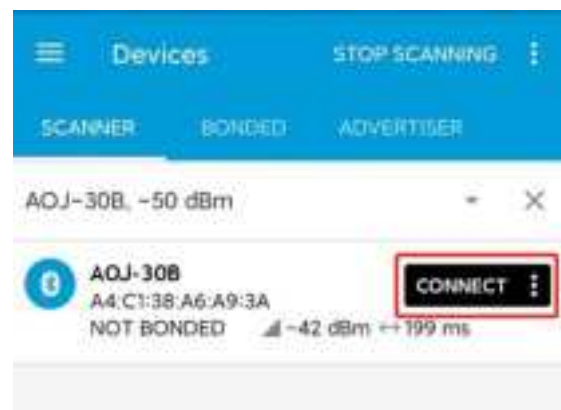 Devices STOP SCANNING
SCANNER BONDED ADVERTISER
AOJ-30B, -50 dBm
AOJ-30B
CONNECT
A4:C1:38:A6:A9:3A
NOT BONDED -42 dBm ↔ 199 ms